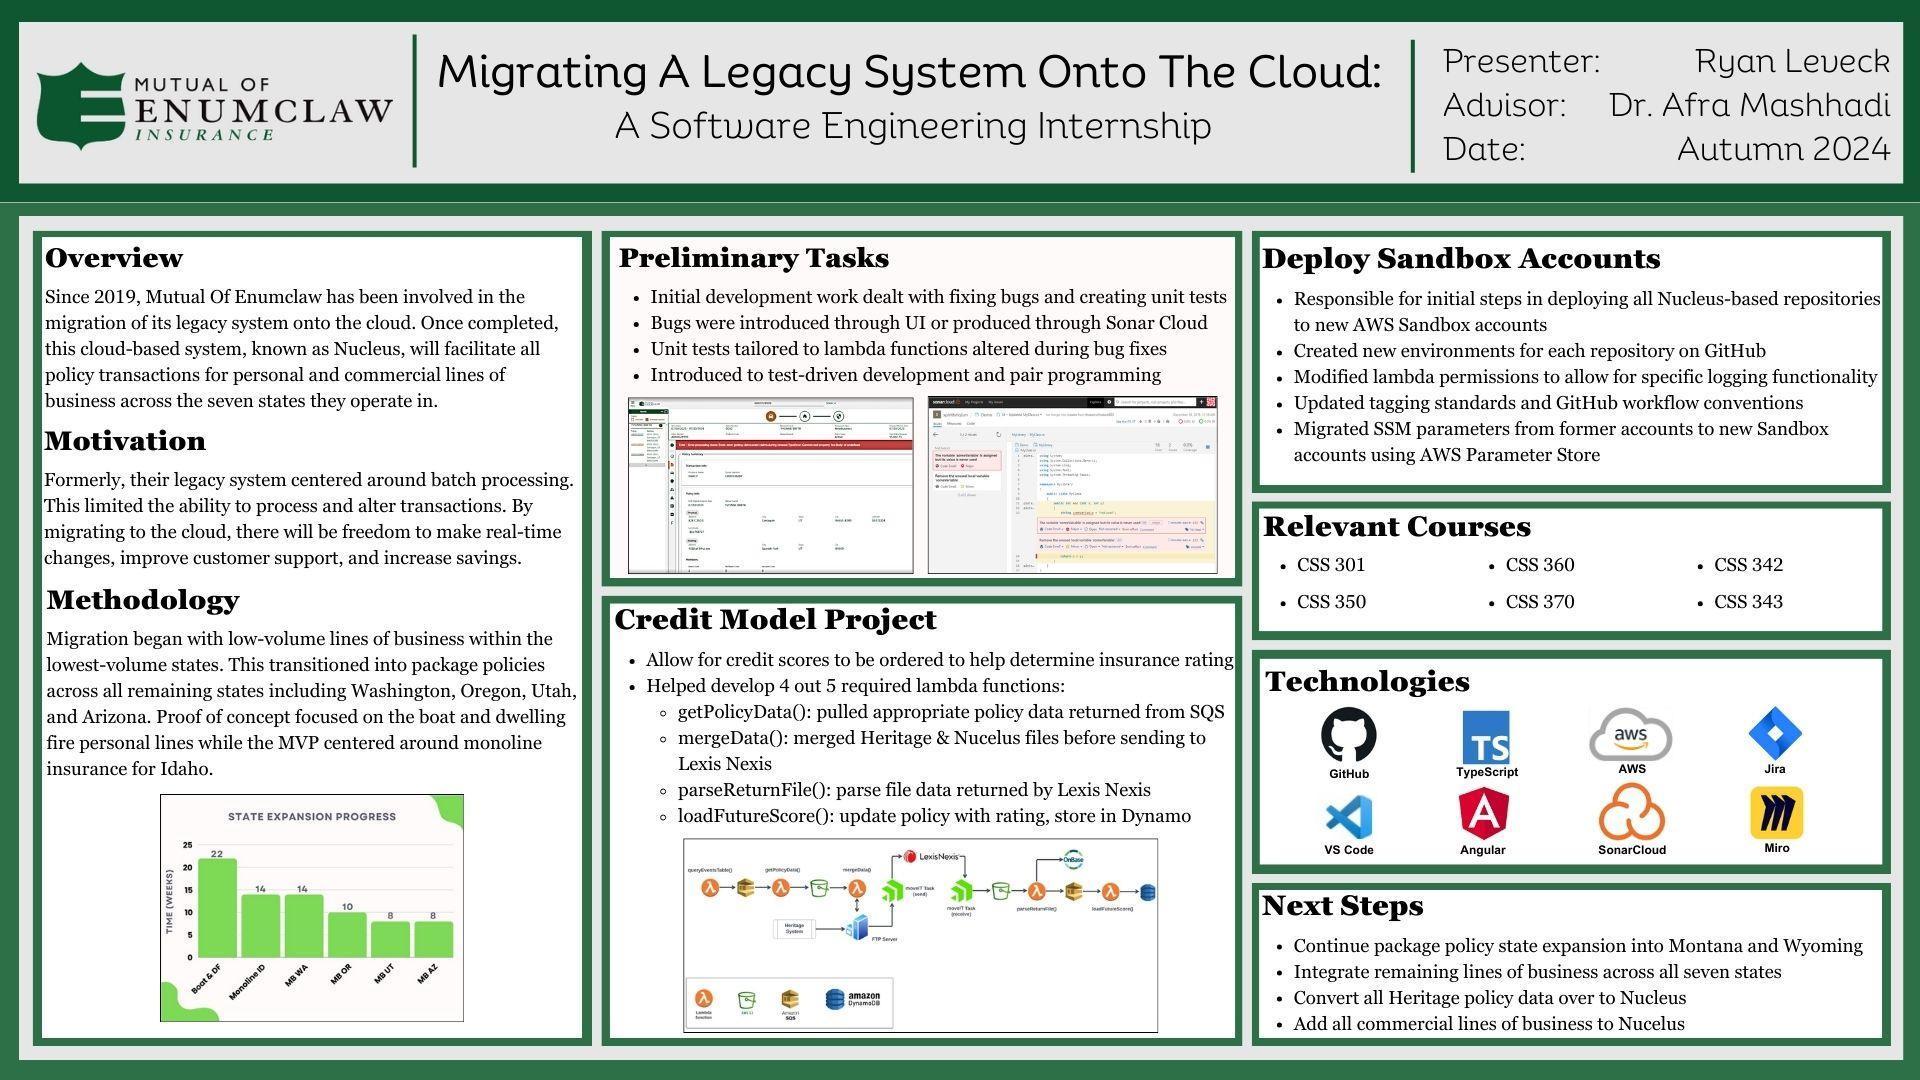 MUTUAL OF
ENUMCLAW
INSURANCE
Migrating A Legacy System Onto The Cloud:
A Software Engineering Internship
Presenter: Ryan Leveck
Advisor: Dr. Afra Mashhadi
Date: Autumn 2024
Overview
Since 2019, Mutual Of Enumclaw has been involved in the
migration of its legacy system onto the cloud. Once completed,
this cloud-based system, known as Nucleus, will facilitate all
policy transactions for personal and commercial lines of
business across the seven states they operate in.
Motivation
Formerly, their legacy system centered around batch processing.
This limited the ability to process and alter transactions. By
migrating to the cloud, there will be freedom to make real-time
changes, improve customer support, and increase savings.
Methodology
Migration began with low-volume lines of business within the
lowest-volume states. This transitioned into package policies
across all remaining states including Washington, Oregon, Utah,
and Arizona. Proof of concept focused on the boat and dwelling
fire personal lines while the MVP centered around monoline
insurance for Idaho.
STATE EXPANSION PROGRESS
TIME (WEEKS)
25
20
15
10
5
0
22
14
14
10
8
8
Boat & DF
Monoline ID
MB WA
MB OR
MB UT
MB AZ
Preliminary Tasks
• Initial development work dealt with fixing bugs and creating unit tests
• Bugs were introduced through UI or produced through Sonar Cloud
• Unit tests tailored to lambda functions altered during bug fixes
• Introduced to test-driven development and pair programming
sonarcloud
Credit Model Project
• Allow for credit scores to be ordered to help determine insurance rating
• Helped develop 4 out 5 required lambda functions:
◦ getPolicyData(): pulled appropriate policy data returned from SQS
◦ mergeData(): merged Heritage & Nucelus files before sending to
Lexis Nexis
◦ parseReturnFile(): parse file data returned by Lexis Nexis
◦ loadFutureScore(): update policy with rating, store in Dynamo
queryEventsTable()
getPolicyData()
mergeData()
LexisNexis
moveIT Task
(send)
moveIT Task
(receive)
OnBase
parseReturnFile()
loadFutureScore()
Heritage
System
FTP Server
Lambda
function
AWS S3
Amazon
SQS
amazon
DynamoDB
Deploy Sandbox Accounts
• Responsible for initial steps in deploying all Nucleus-based repositories
to new AWS Sandbox accounts
• Created new environments for each repository on GitHub
• Modified lambda permissions to allow for specific logging functionality
• Updated tagging standards and GitHub workflow conventions
• Migrated SSM parameters from former accounts to new Sandbox
accounts using AWS Parameter Store
Relevant Courses
• CSS 301 • CSS 360 • CSS 342
• CSS 350 • CSS 370 • CSS 343
Technologies
TS
aws
GitHub
TypeScript
AWS
Jira
VS Code
Angular
SonarCloud
Miro
Next Steps
• Continue package policy state expansion into Montana and Wyoming
• Integrate remaining lines of business across all seven states
• Convert all Heritage policy data over to Nucleus
• Add all commercial lines of business to Nucelus